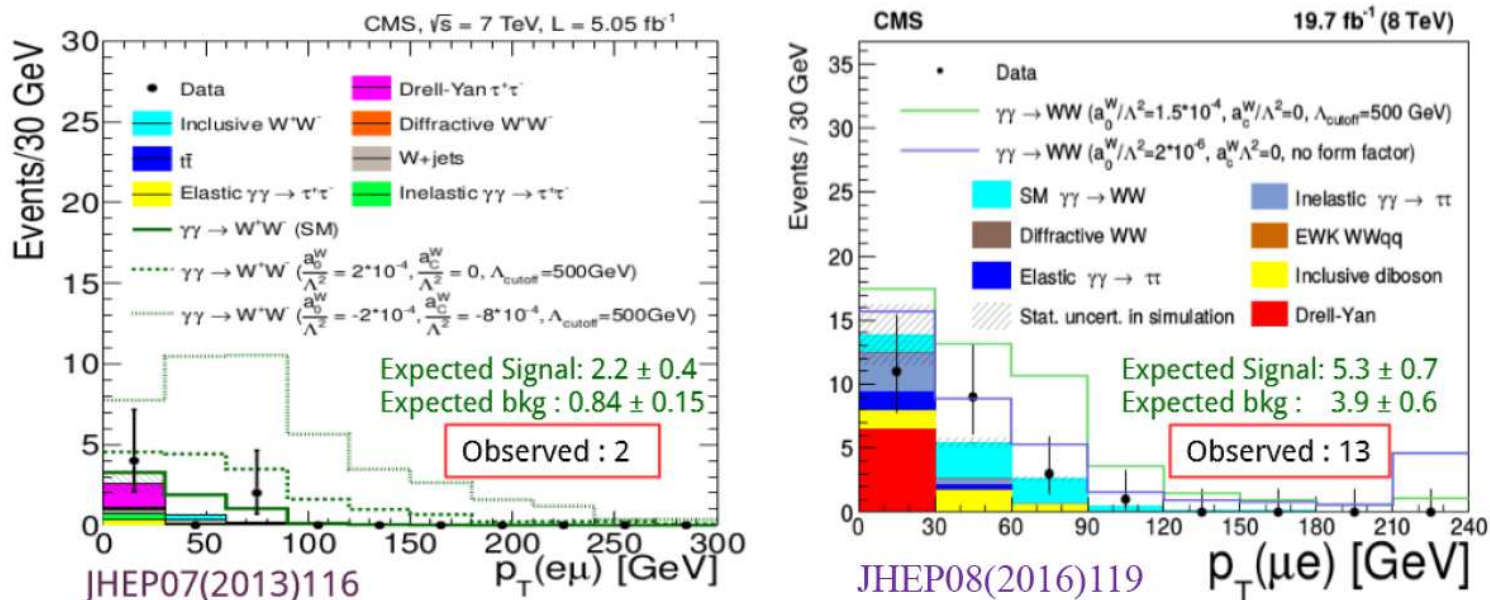 CMS, √s = 7 TeV, L = 5.05 fb⁻¹
Events/30 GeV
30
25
20
15
10
5
0
Data
Drell-Yan τ⁺τ⁻
Inclusive W⁺W⁻
Diffractive W⁺W⁻
tt̄
W+jets
Elastic γγ → τ⁺τ⁻
Inelastic γγ → τ⁺τ⁻
γγ → W⁺W⁻ (SM)
γγ → W⁺W⁻ (a₀ᵂ/Λ² = 2*10⁻⁴, a_Cᵂ/Λ² = 0, Λcutoff=500GeV)
γγ → W⁺W⁻ (a₀ᵂ/Λ² = -2*10⁻⁴, a_Cᵂ/Λ² = -8*10⁻⁴, Λcutoff=500GeV)
Expected Signal: 2.2 ± 0.4
Expected bkg : 0.84 ± 0.15
Observed : 2
0 50 100 150 200 250 300
p_T(eμ) [GeV]
JHEP07(2013)116
CMS
19.7 fb⁻¹ (8 TeV)
Events / 30 GeV
35
30
25
20
15
10
5
0
Data
γγ → WW (a₀ᵂ/Λ²=1.5*10⁻⁴, a_cᵂ/Λ²=0, Λcutoff=500 GeV)
γγ → WW (a₀ᵂ/Λ²=2*10⁻⁶, a_cᵂΛ²=0, no form factor)
SM γγ → WW
Inelastic γγ → ττ
Diffractive WW
EWK WWqq
Elastic γγ → ττ
Inclusive diboson
Stat. uncert. in simulation
Drell-Yan
Expected Signal: 5.3 ± 0.7
Expected bkg : 3.9 ± 0.6
Observed : 13
0 30 60 90 120 150 180 210 240
p_T(μe) [GeV]
JHEP08(2016)119